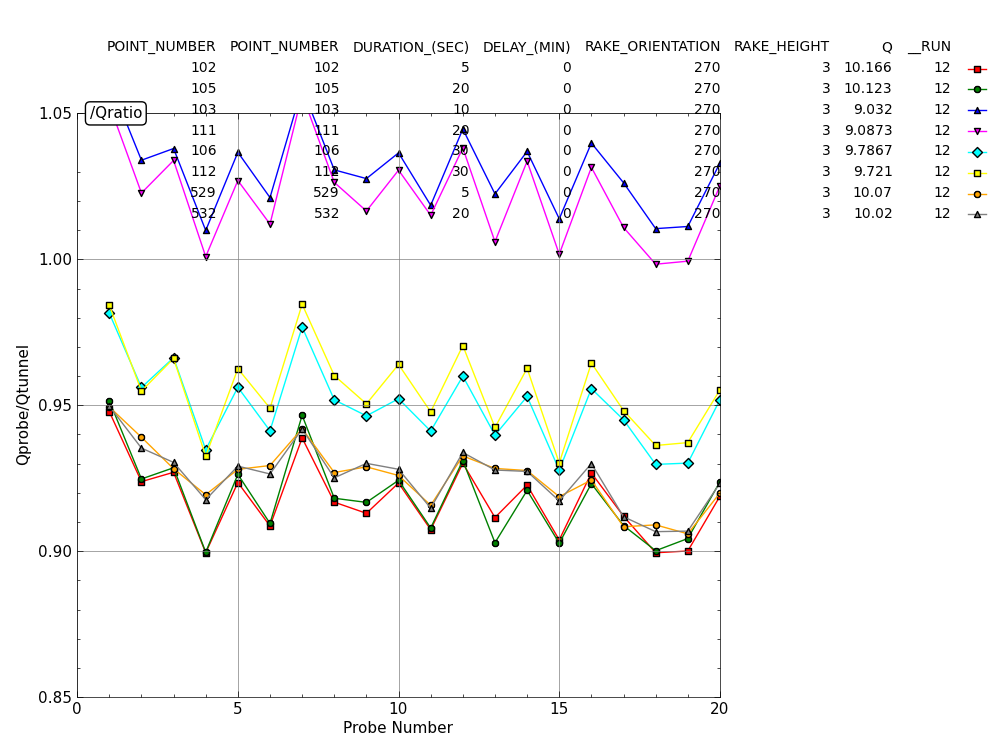 POINT_NUMBER POINT_NUMBER DURATION_(SEC) DELAY_(MIN) RAKE_ORIENTATION RAKE_HEIGHT Q __RUN
102 102 5 0 270 3 10.166 12
105 105 20 0 270 3 10.123 12
103 103 10 0 270 3 9.032 12
111 111 20 0 270 3 9.0873 12
106 106 30 0 270 3 9.7867 12
112 112 30 0 270 3 9.721 12
529 529 5 0 270 3 10.07 12
532 532 20 0 270 3 10.02 12
/Qratio
1.05
1.00
0.95
0.90
0.85
Qprobe/Qtunnel
0 5 10 15 20
Probe Number